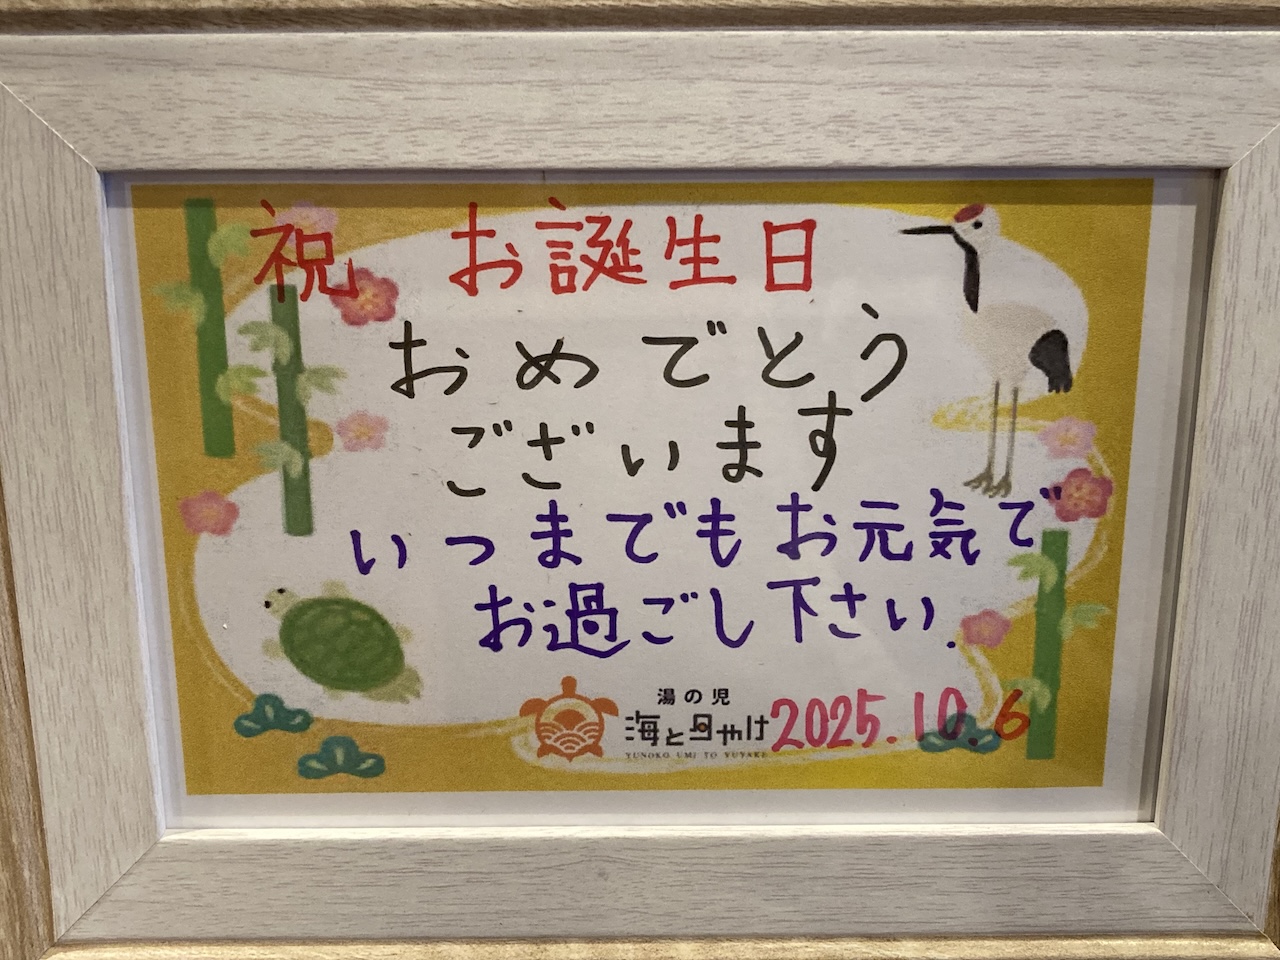 祝 お誕生日
おめでとう
ございます
いつまでもお元気で
お過ごし下さい.
湯の児
海と夕やけ
YUNOKO UMI TO YUYAKE
2025.10.6